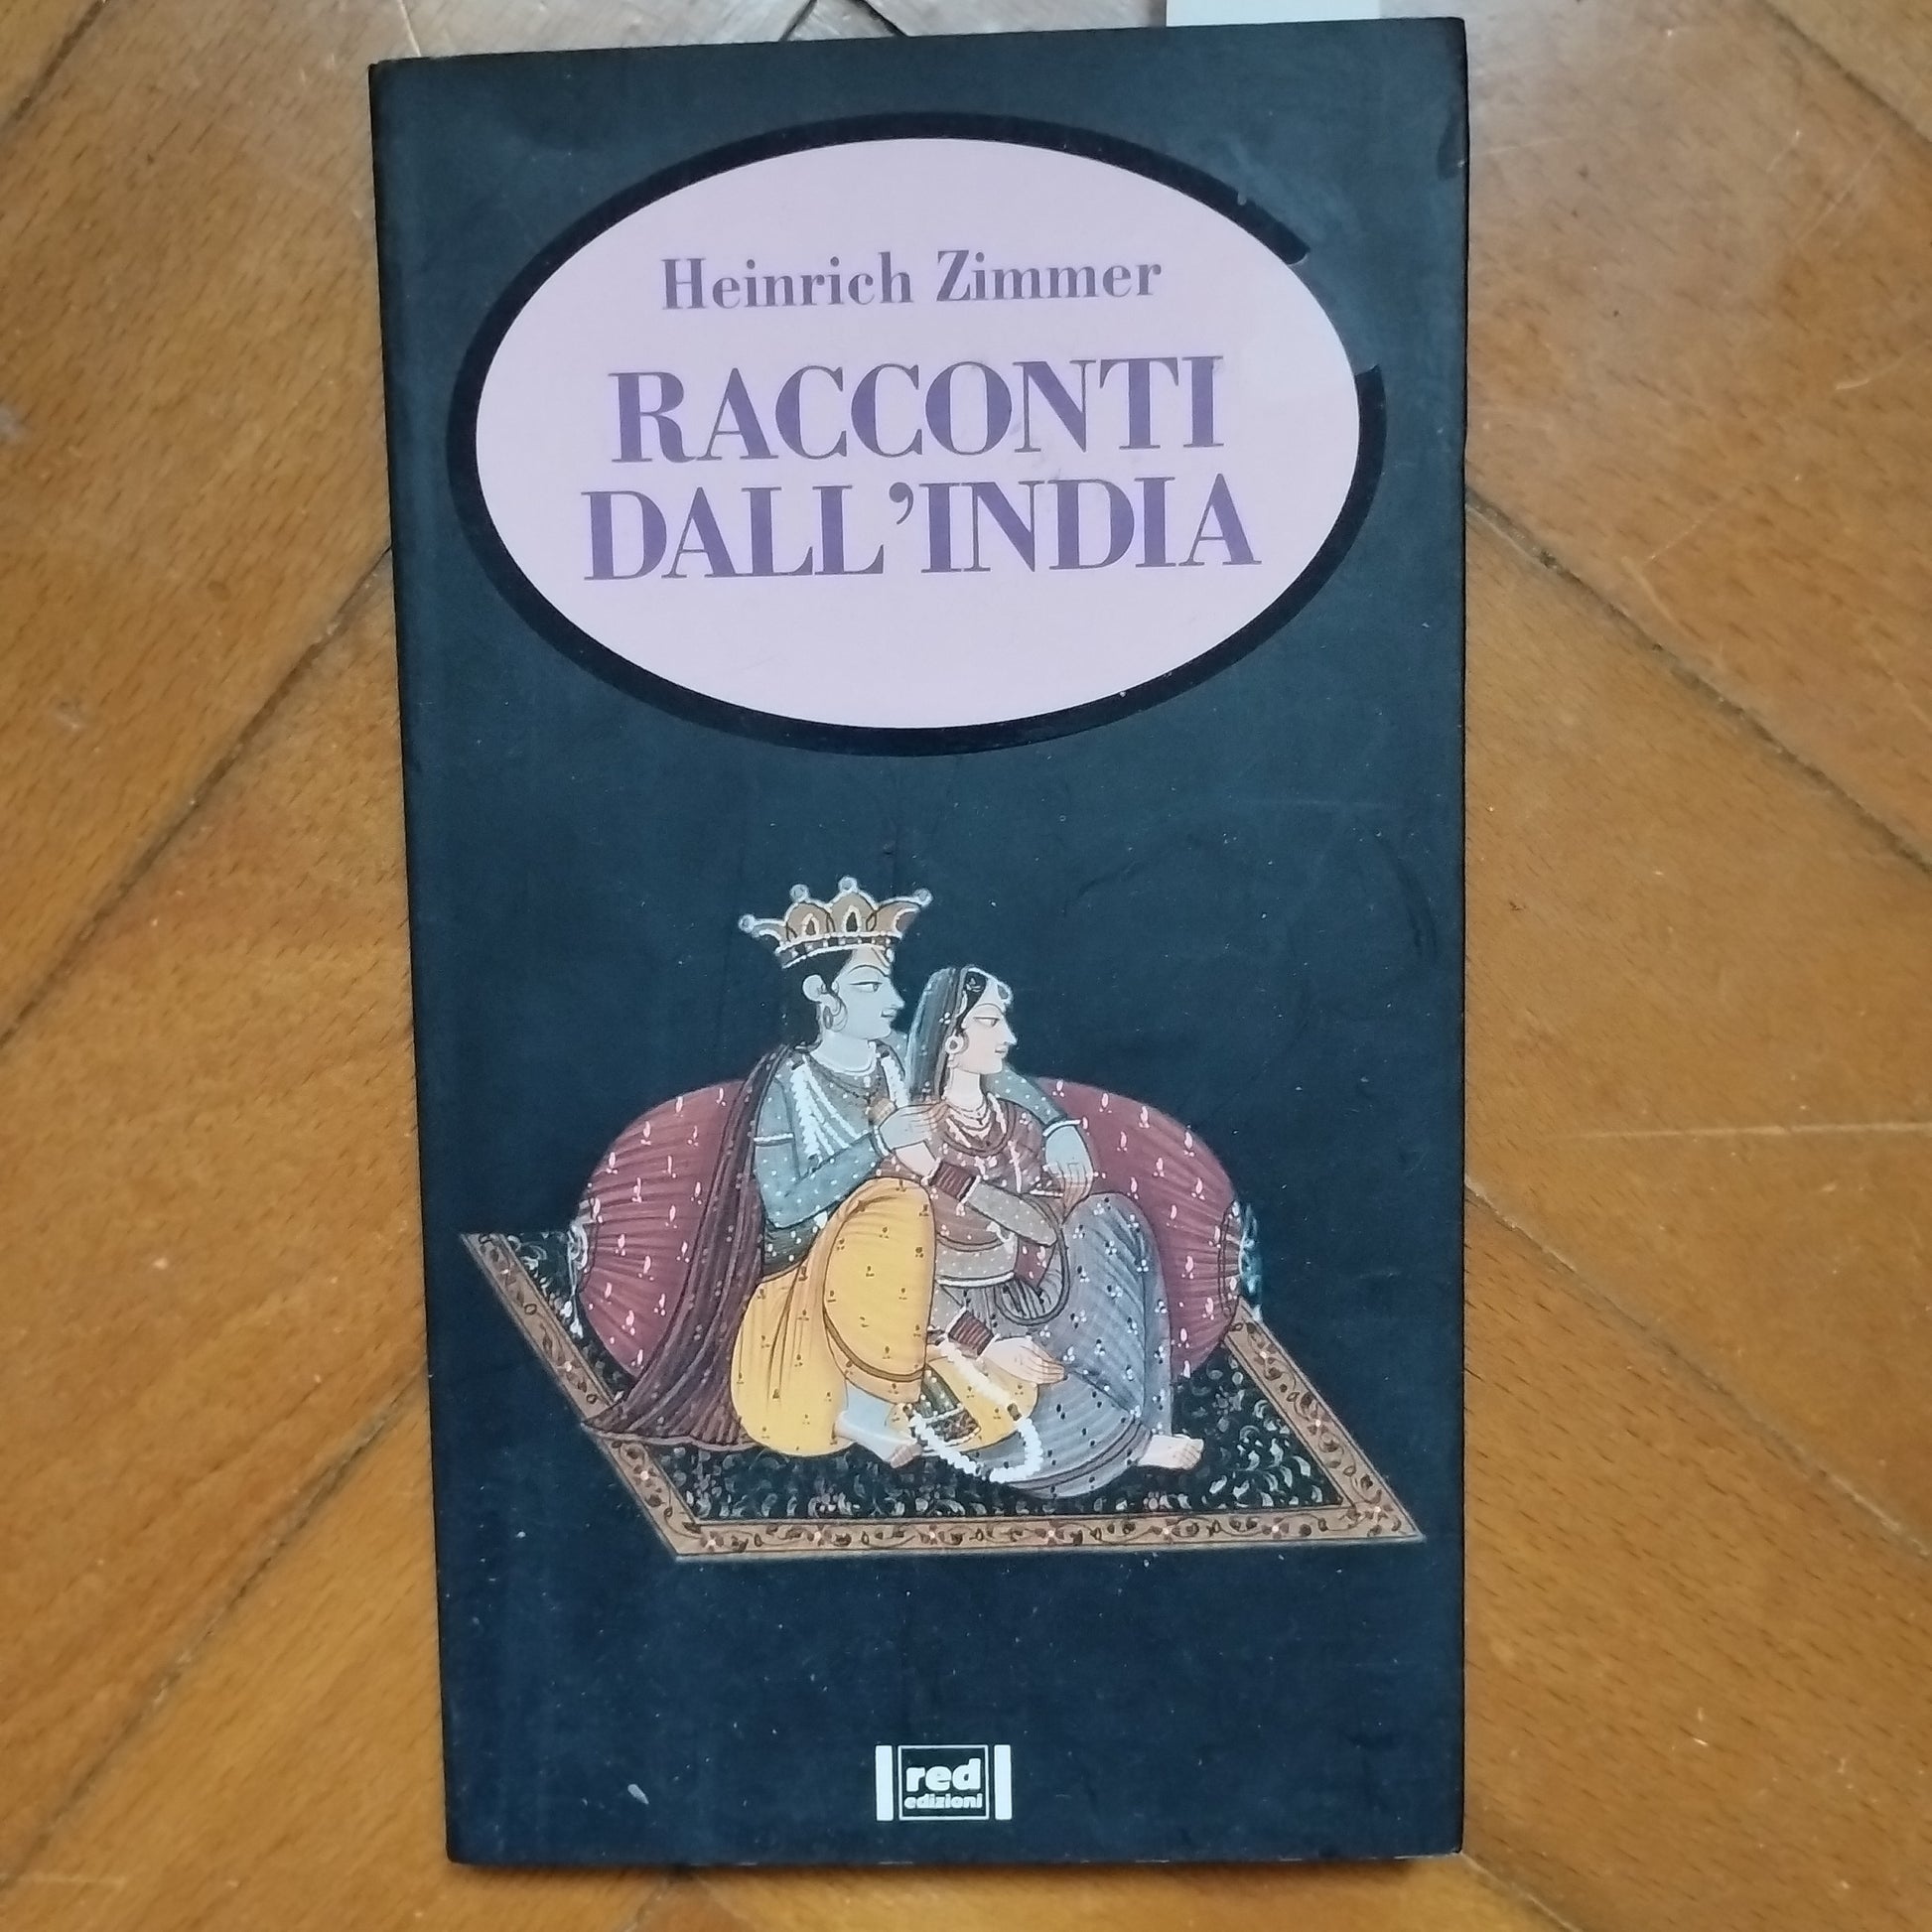 Heinrich Zimmer
RACCONTI
DALL'INDIA
red
edizioni